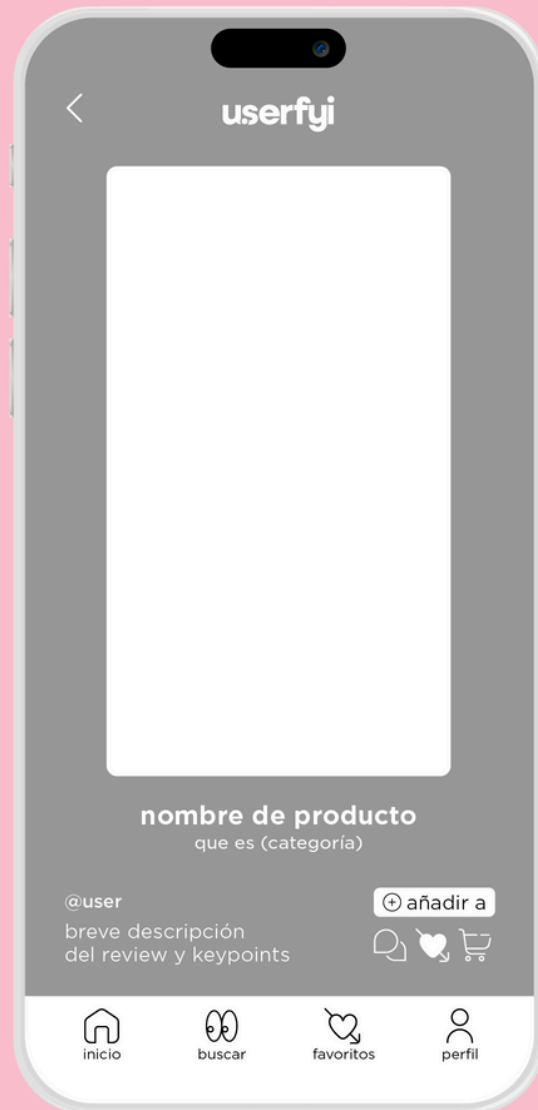 userfyi
nombre de producto
que es (categoría)
@user
añadir a
breve descripción
del review y keypoints
inicio
buscar
favoritos
perfil